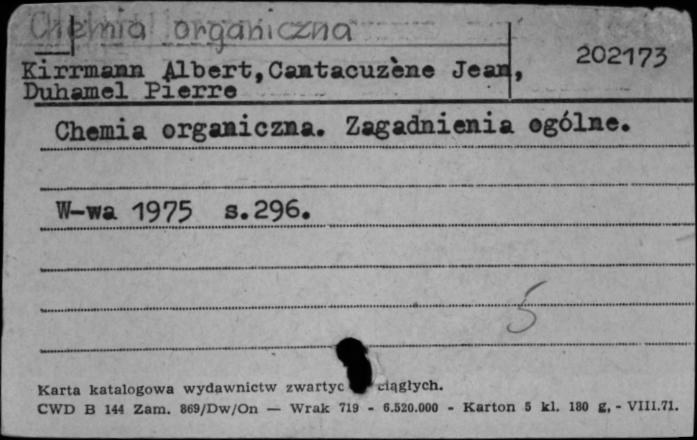 Chemia organiczna
202173
Kirrmann Albert, Cantacuzène Jean,
Duhamel Pierre
Chemia organiczna. Zagadnienia ogólne.
W-wa 1975 s.296.
5
Karta katalogowa wydawnictw zwartyc ciągłych.
CWD B 144 Zam. 869/Dw/On — Wrak 719 - 6.520.000 - Karton 5 kl. 180 g, - VIII.71.